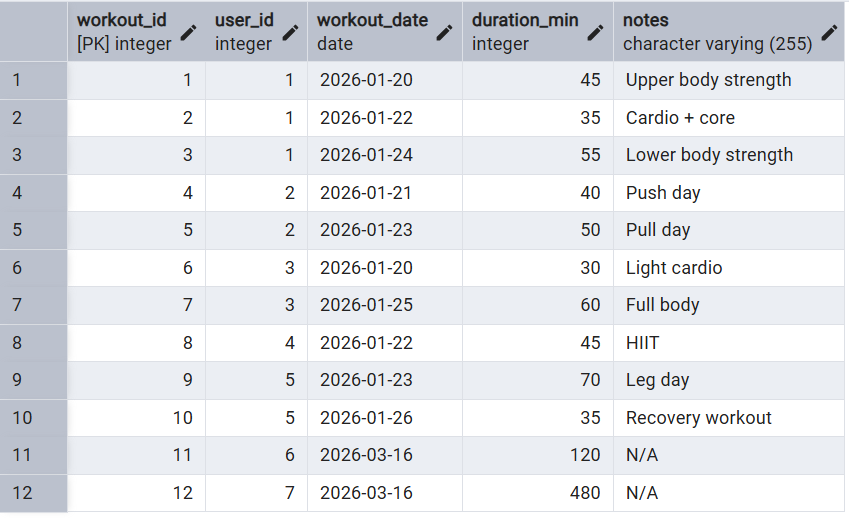 workout_id user_id workout_date duration_min notes
[PK] integer integer date integer character varying (255)
1 1 1 2026-01-20 45 Upper body strength
2 2 1 2026-01-22 35 Cardio + core
3 3 1 2026-01-24 55 Lower body strength
4 4 2 2026-01-21 40 Push day
5 5 2 2026-01-23 50 Pull day
6 6 3 2026-01-20 30 Light cardio
7 7 3 2026-01-25 60 Full body
8 8 4 2026-01-22 45 HIIT
9 9 5 2026-01-23 70 Leg day
10 10 5 2026-01-26 35 Recovery workout
11 11 6 2026-03-16 120 N/A
12 12 7 2026-03-16 480 N/A